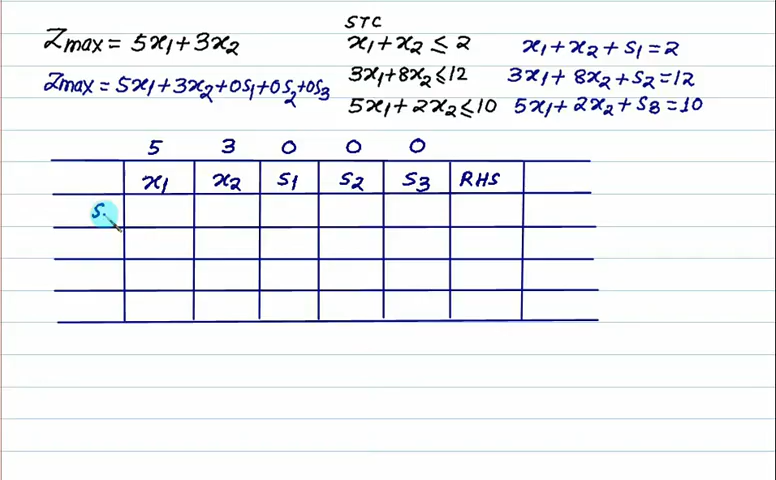 STC
Zmax = 5x1 + 3x2 x1 + x2 ≤ 2 x1 + x2 + S1 = 2
Zmax = 5x1 + 3x2 + 0S1 + 0S2 + 0S3 3x1 + 8x2 ≤ 12 3x1 + 8x2 + S2 = 12
5x1 + 2x2 ≤ 10 5x1 + 2x2 + S3 = 10
5 3 0 0 0
x1 x2 S1 S2 S3 RHS
S